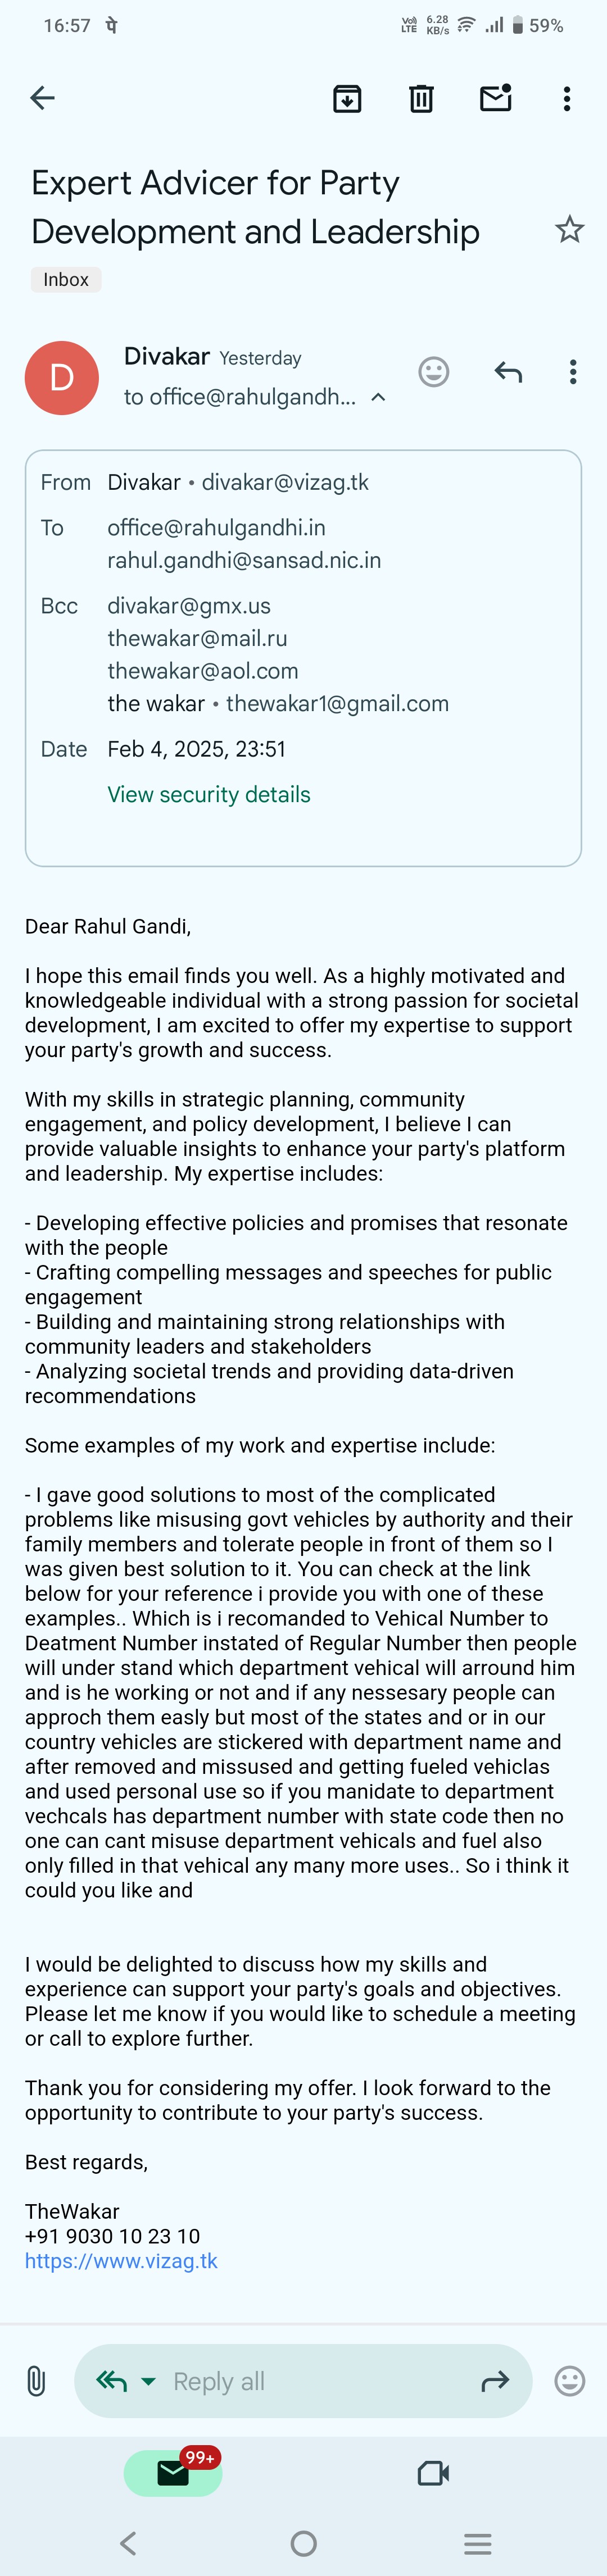 16:57 पे
Vo) LTE 6.28 KB/s 59%
Expert Advicer for Party
Development and Leadership
Inbox
D
Divakar Yesterday
to office@rahulgandh...
From Divakar • divakar@vizag.tk
To office@rahulgandhi.in
rahul.gandhi@sansad.nic.in
Bcc divakar@gmx.us
thewakar@mail.ru
thewakar@aol.com
the wakar • thewakar1@gmail.com
Date Feb 4, 2025, 23:51
View security details
Dear Rahul Gandi,
I hope this email finds you well. As a highly motivated and
knowledgeable individual with a strong passion for societal
development, I am excited to offer my expertise to support
your party's growth and success.
With my skills in strategic planning, community
engagement, and policy development, I believe I can
provide valuable insights to enhance your party's platform
and leadership. My expertise includes:
- Developing effective policies and promises that resonate
with the people
- Crafting compelling messages and speeches for public
engagement
- Building and maintaining strong relationships with
community leaders and stakeholders
- Analyzing societal trends and providing data-driven
recommendations
Some examples of my work and expertise include:
- I gave good solutions to most of the complicated
problems like misusing govt vehicles by authority and their
family members and tolerate people in front of them so I
was given best solution to it. You can check at the link
below for your reference i provide you with one of these
examples.. Which is i recomanded to Vehical Number to
Deatment Number instated of Regular Number then people
will under stand which department vehical will arround him
and is he working or not and if any nessesary people can
approch them easly but most of the states and or in our
country vehicles are stickered with department name and
after removed and missused and getting fueled vehiclas
and used personal use so if you manidate to department
vechcals has department number with state code then no
one can cant misuse department vehicals and fuel also
only filled in that vehical any many more uses.. So i think it
could you like and
I would be delighted to discuss how my skills and
experience can support your party's goals and objectives.
Please let me know if you would like to schedule a meeting
or call to explore further.
Thank you for considering my offer. I look forward to the
opportunity to contribute to your party's success.
Best regards,
TheWakar
+91 9030 10 23 10
https://www.vizag.tk
Reply all
99+